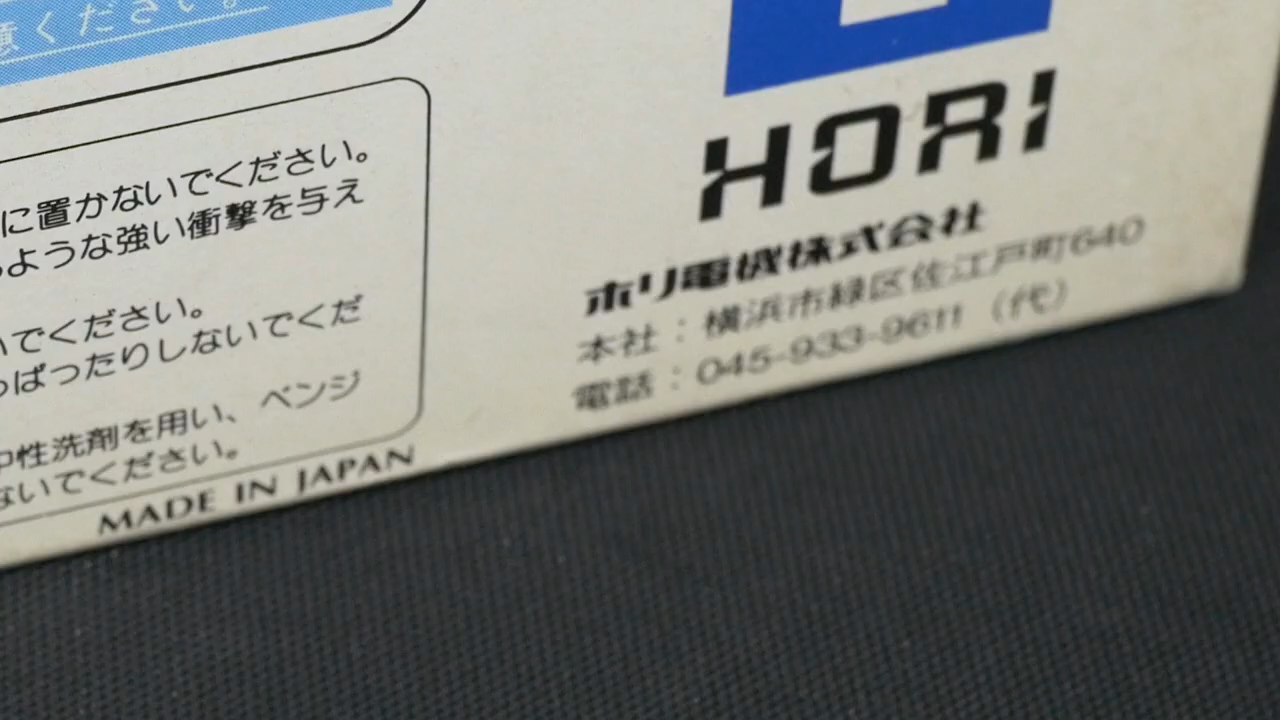 意ください。
に置かないでください。
ような強い衝撃を与え
いでください。
っぱったりしないでくだ
中性洗剤を用い、ベンジ
ないでください。
MADE IN JAPAN
HORI
ホリ電機株式会社
本社：横浜市緑区佐江戸町640
電話：045-933-9611（代）